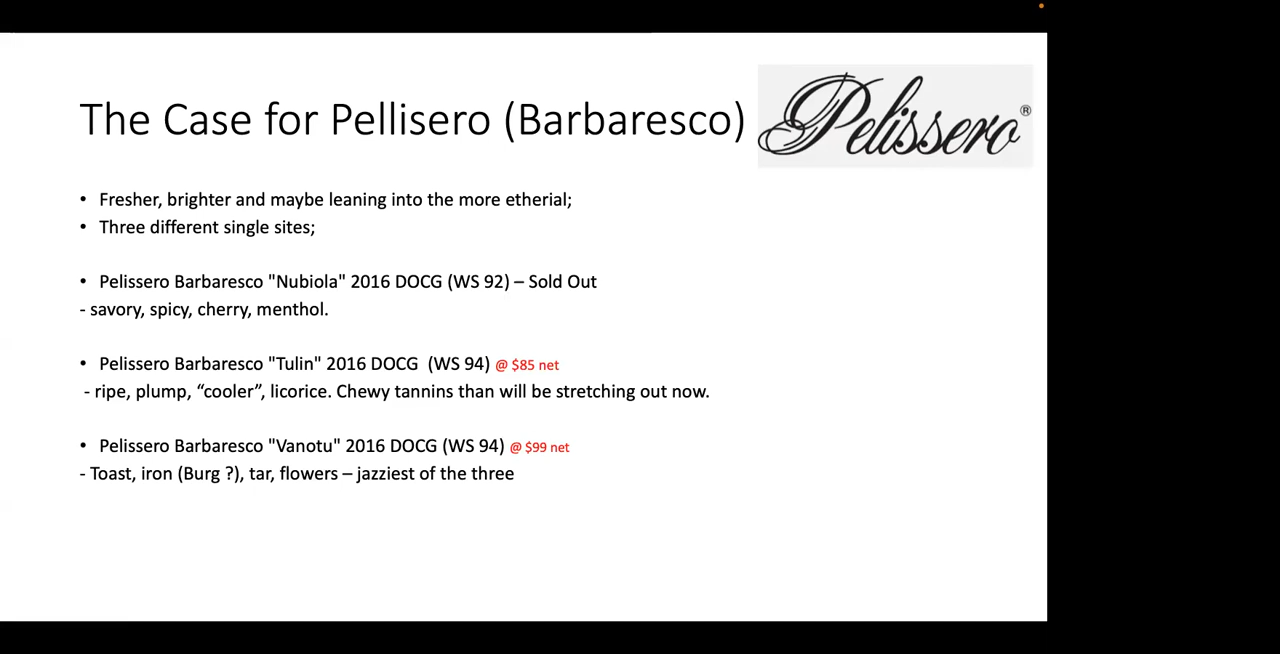 The Case for Pellisero (Barbaresco)
Pelissero®
• Fresher, brighter and maybe leaning into the more etherial;
• Three different single sites;
• Pelissero Barbaresco "Nubiola" 2016 DOCG (WS 92) – Sold Out
- savory, spicy, cherry, menthol.
• Pelissero Barbaresco "Tulin" 2016 DOCG (WS 94) @ $85 net
- ripe, plump, “cooler”, licorice. Chewy tannins than will be stretching out now.
• Pelissero Barbaresco "Vanotu" 2016 DOCG (WS 94) @ $99 net
- Toast, iron (Burg ?), tar, flowers – jazziest of the three